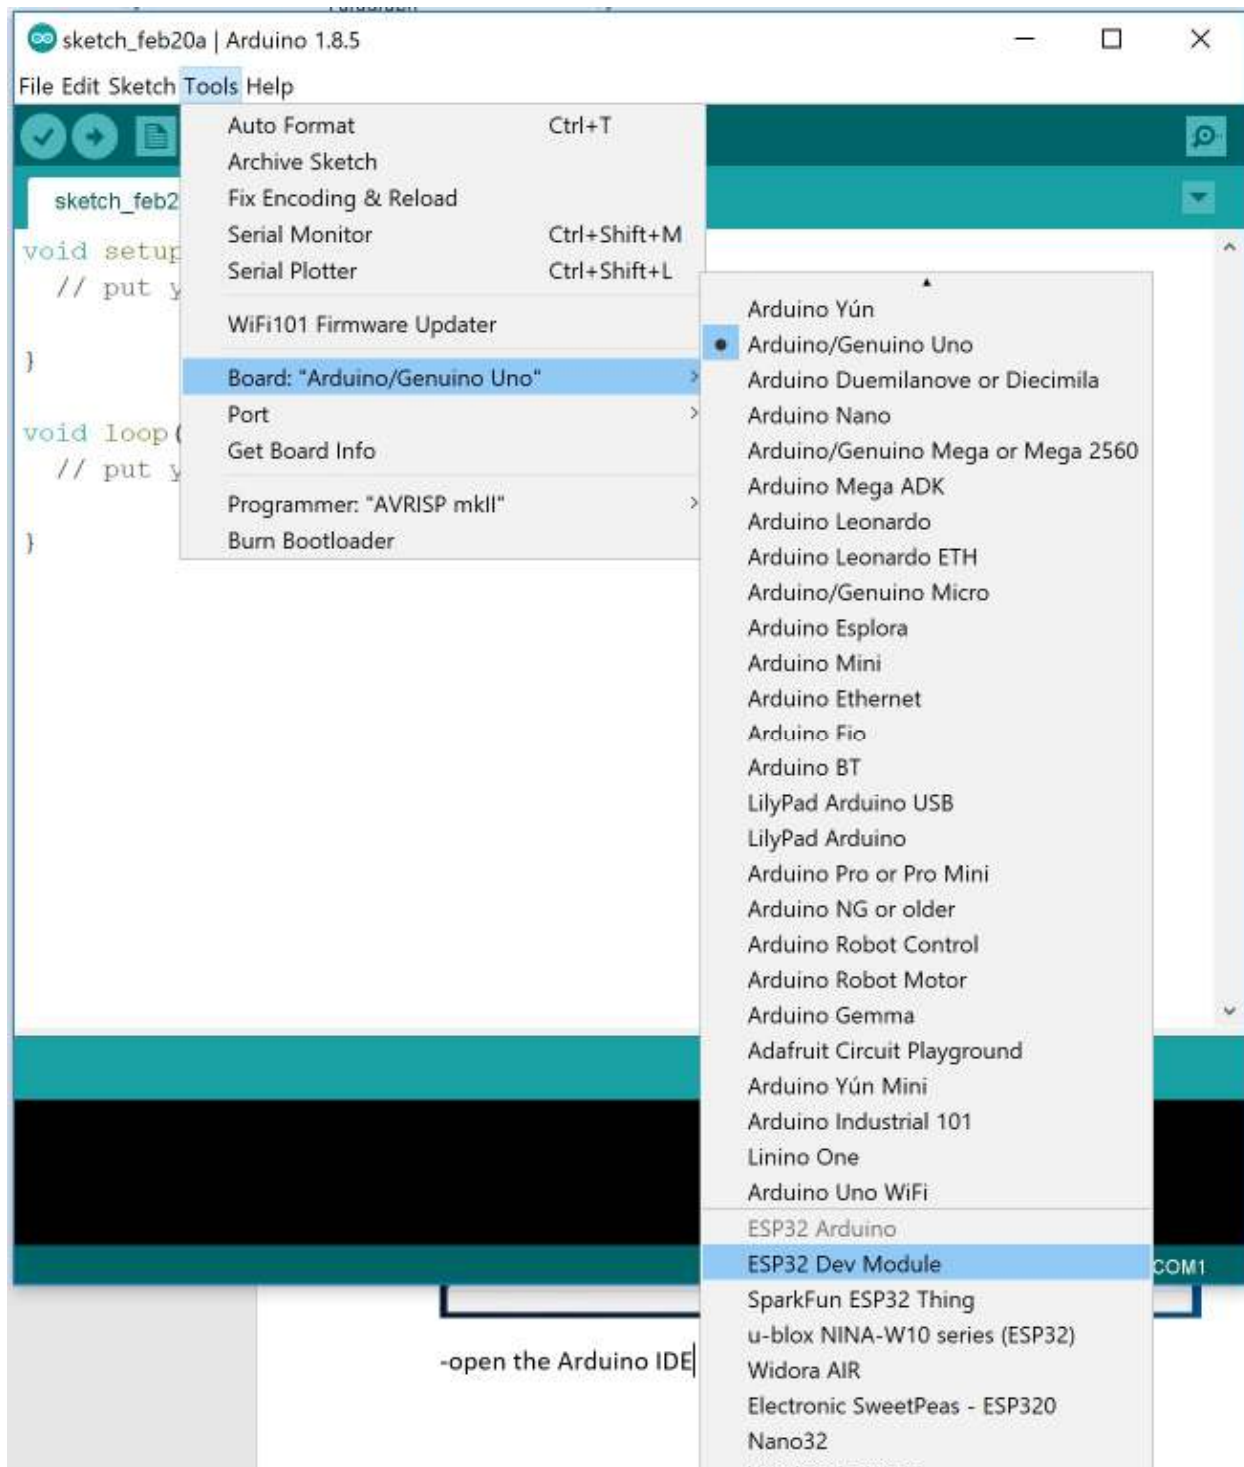 sketch_feb20a | Arduino 1.8.5
File Edit Sketch Tools Help
sketch_feb2
void setup
// put y
}
void loop(
// put y
}
Auto Format Ctrl+T
Archive Sketch
Fix Encoding & Reload
Serial Monitor Ctrl+Shift+M
Serial Plotter Ctrl+Shift+L
WiFi101 Firmware Updater
Board: "Arduino/Genuino Uno"
Port
Get Board Info
Programmer: "AVRISP mkII"
Burn Bootloader
Arduino Yún
Arduino/Genuino Uno
Arduino Duemilanove or Diecimila
Arduino Nano
Arduino/Genuino Mega or Mega 2560
Arduino Mega ADK
Arduino Leonardo
Arduino Leonardo ETH
Arduino/Genuino Micro
Arduino Esplora
Arduino Mini
Arduino Ethernet
Arduino Fio
Arduino BT
LilyPad Arduino USB
LilyPad Arduino
Arduino Pro or Pro Mini
Arduino NG or older
Arduino Robot Control
Arduino Robot Motor
Arduino Gemma
Adafruit Circuit Playground
Arduino Yún Mini
Arduino Industrial 101
Linino One
Arduino Uno WiFi
ESP32 Arduino
ESP32 Dev Module
SparkFun ESP32 Thing
u-blox NINA-W10 series (ESP32)
Widora AIR
Electronic SweetPeas - ESP320
Nano32
COM1
-open the Arduino IDE